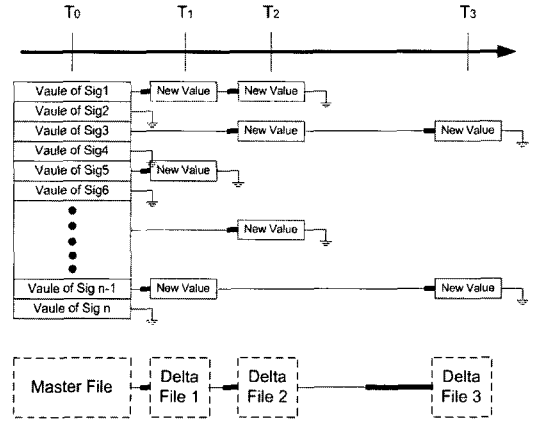 T0 T1 T2 T3
Vaule of Sig1 New Value New Value
Vaule of Sig2
Vaule of Sig3 New Value New Value
Vaule of Sig4
Vaule of Sig5 New Value
Vaule of Sig6
New Value
Vaule of Sig n-1 New Value New Value
Vaule of Sig n
Master File Delta File 1 Delta File 2 Delta File 3